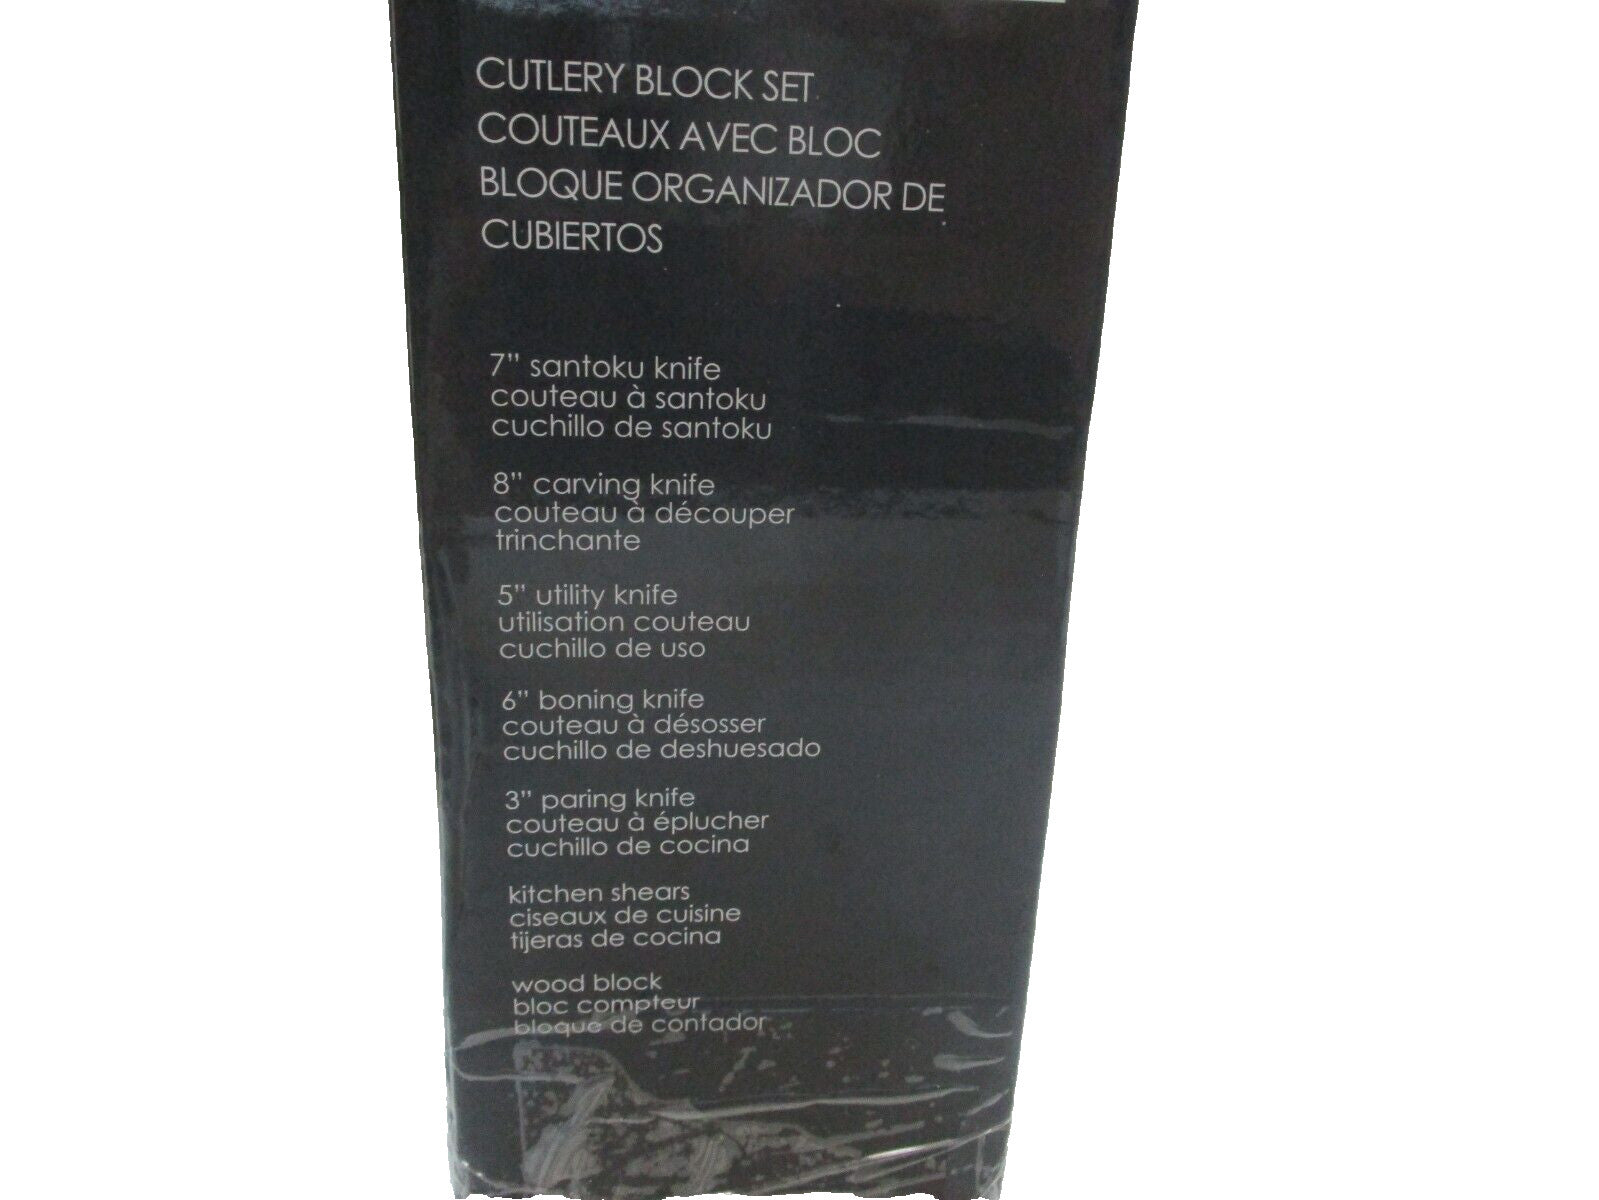 CUTLERY BLOCK SET
COUTEAUX AVEC BLOC
BLOQUE ORGANIZADOR DE
CUBIERTOS
7" santoku knife
couteau à santoku
cuchillo de santoku
8" carving knife
couteau à découper
trinchante
5" utility knife
utilisation couteau
cuchillo de uso
6" boning knife
couteau à désosser
cuchillo de deshuesado
3" paring knife
couteau à éplucher
cuchillo de cocina
kitchen shears
ciseaux de cuisine
tijeras de cocina
wood block
bloc compteur
bloque de contador